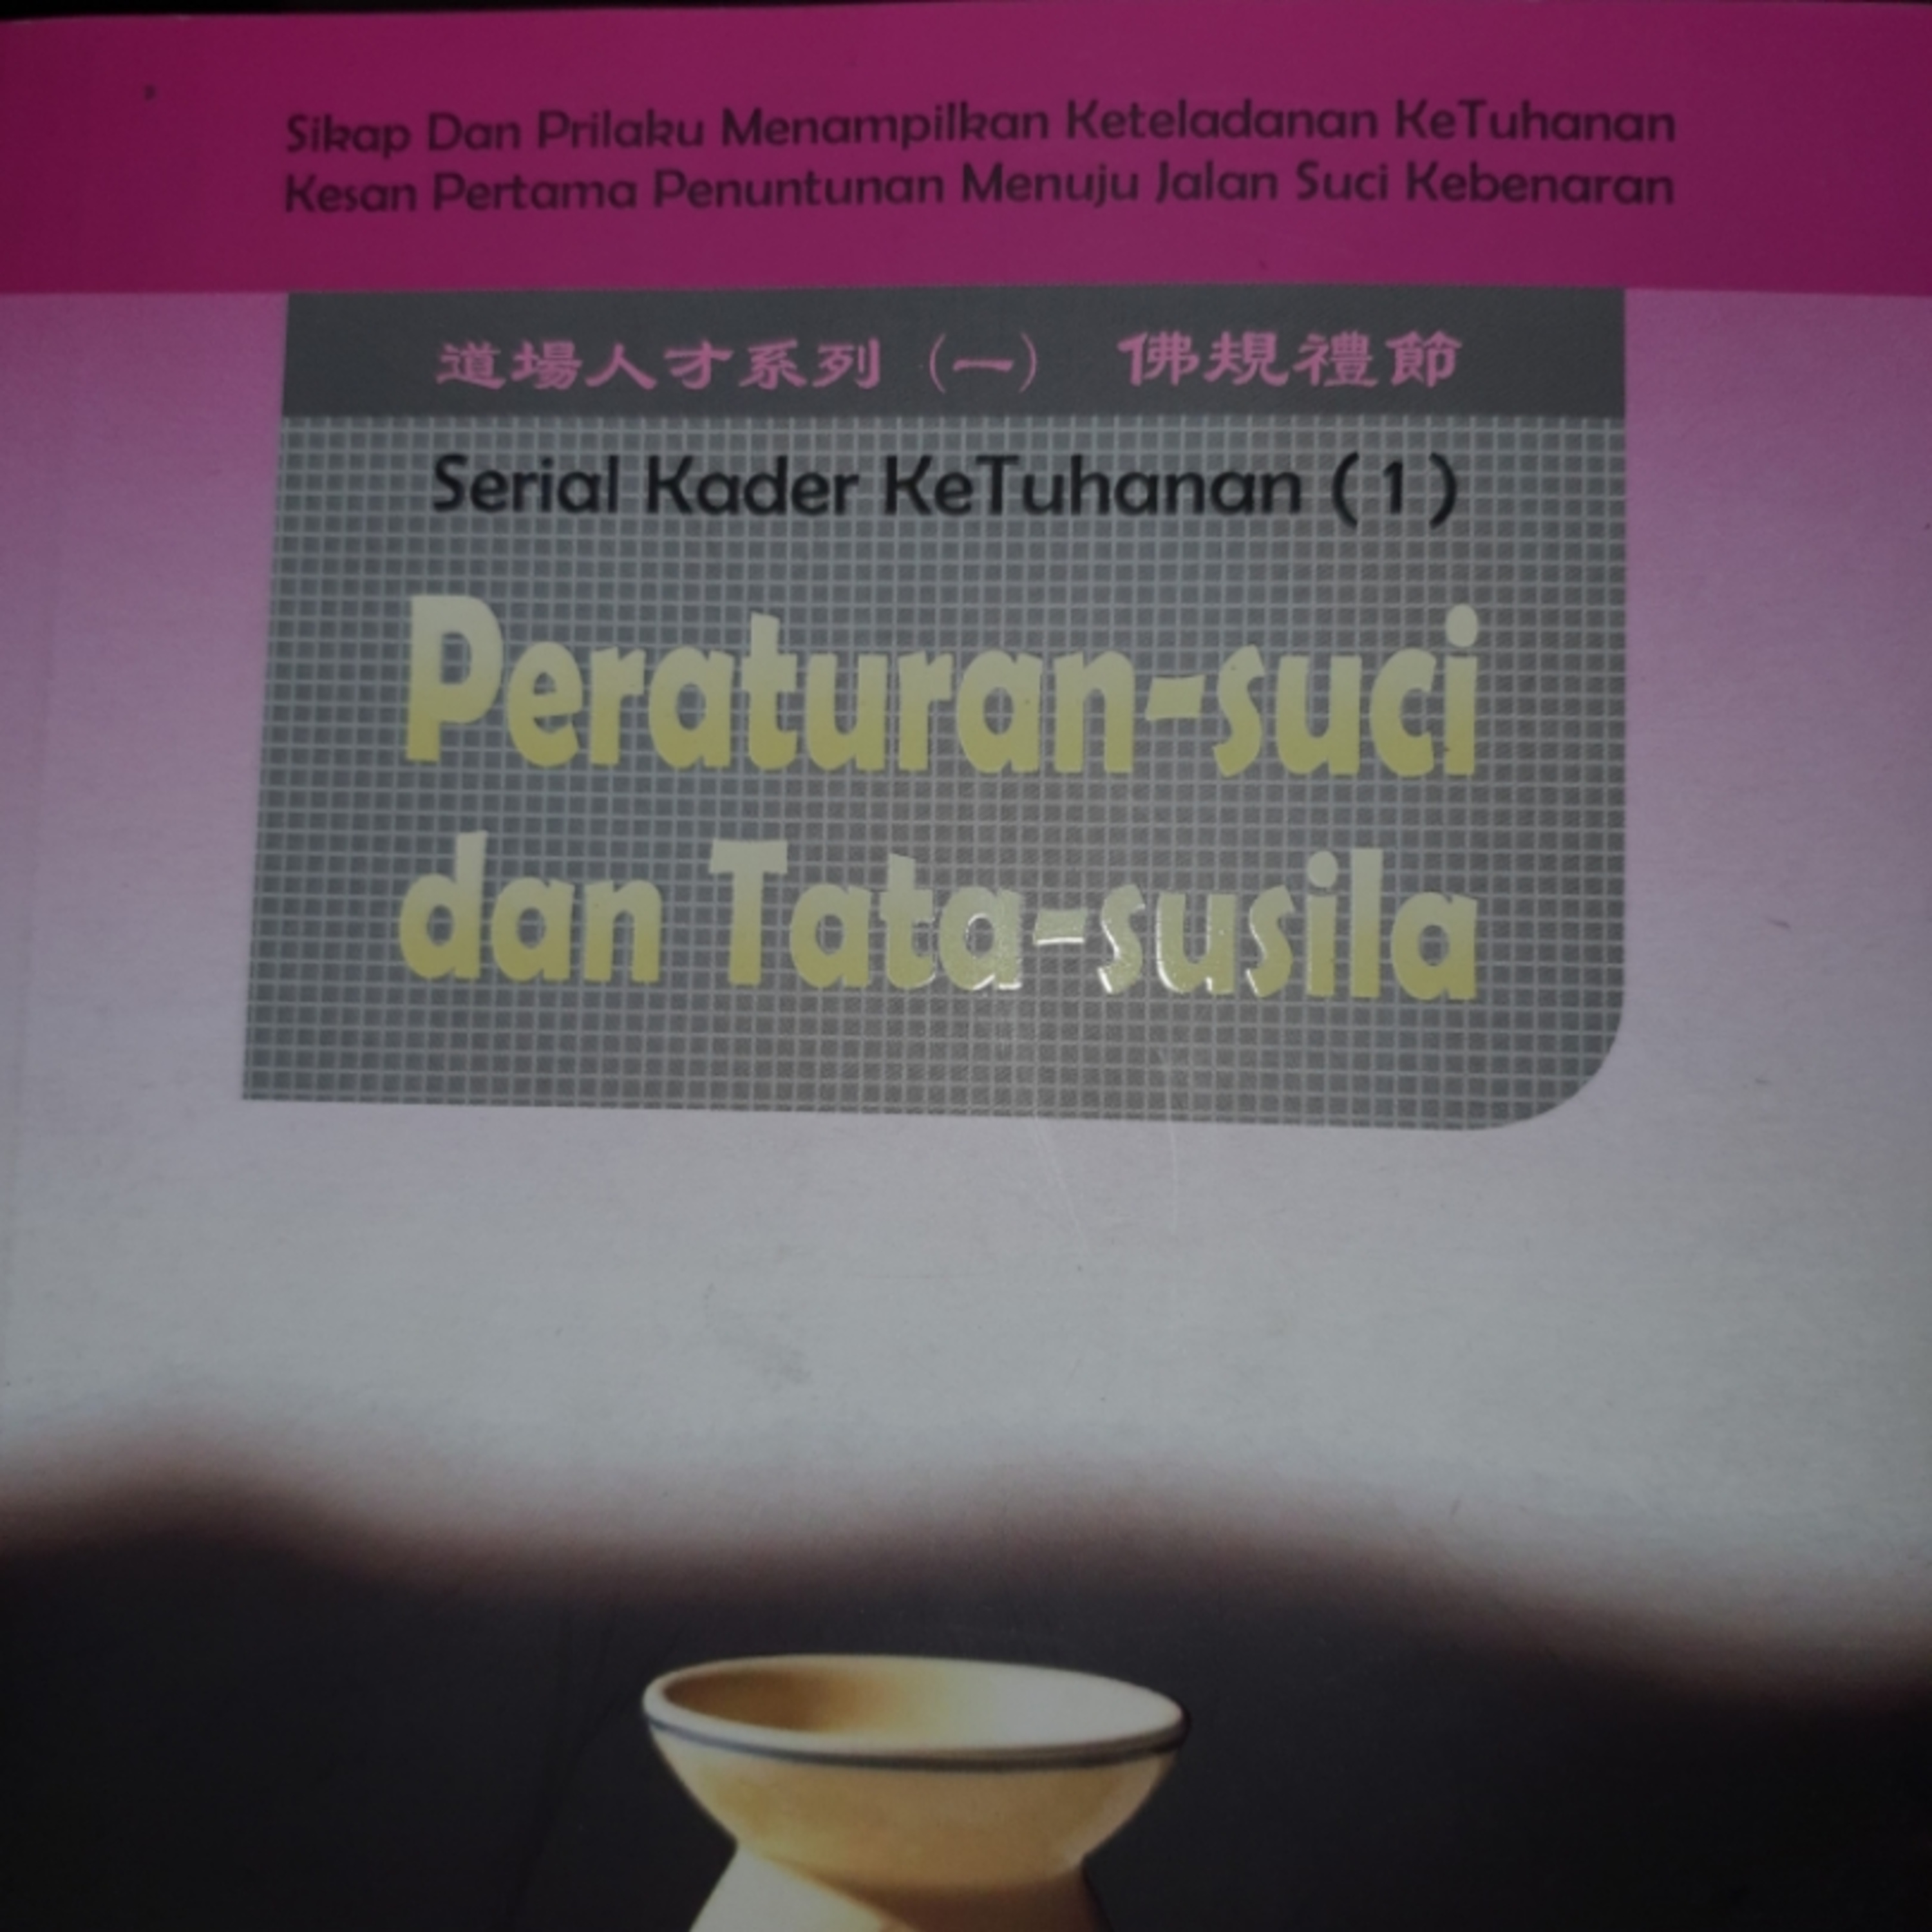 Sikap Dan Prilaku Menampilkan Keteladanan KeTuhanan
Kesan Pertama Penuntunan Menuju Jalan Suci Kebenaran
道場人才系列（一） 佛規禮節
Serial Kader KeTuhanan ( 1 )
Peraturan-suci
dan Tata-susila